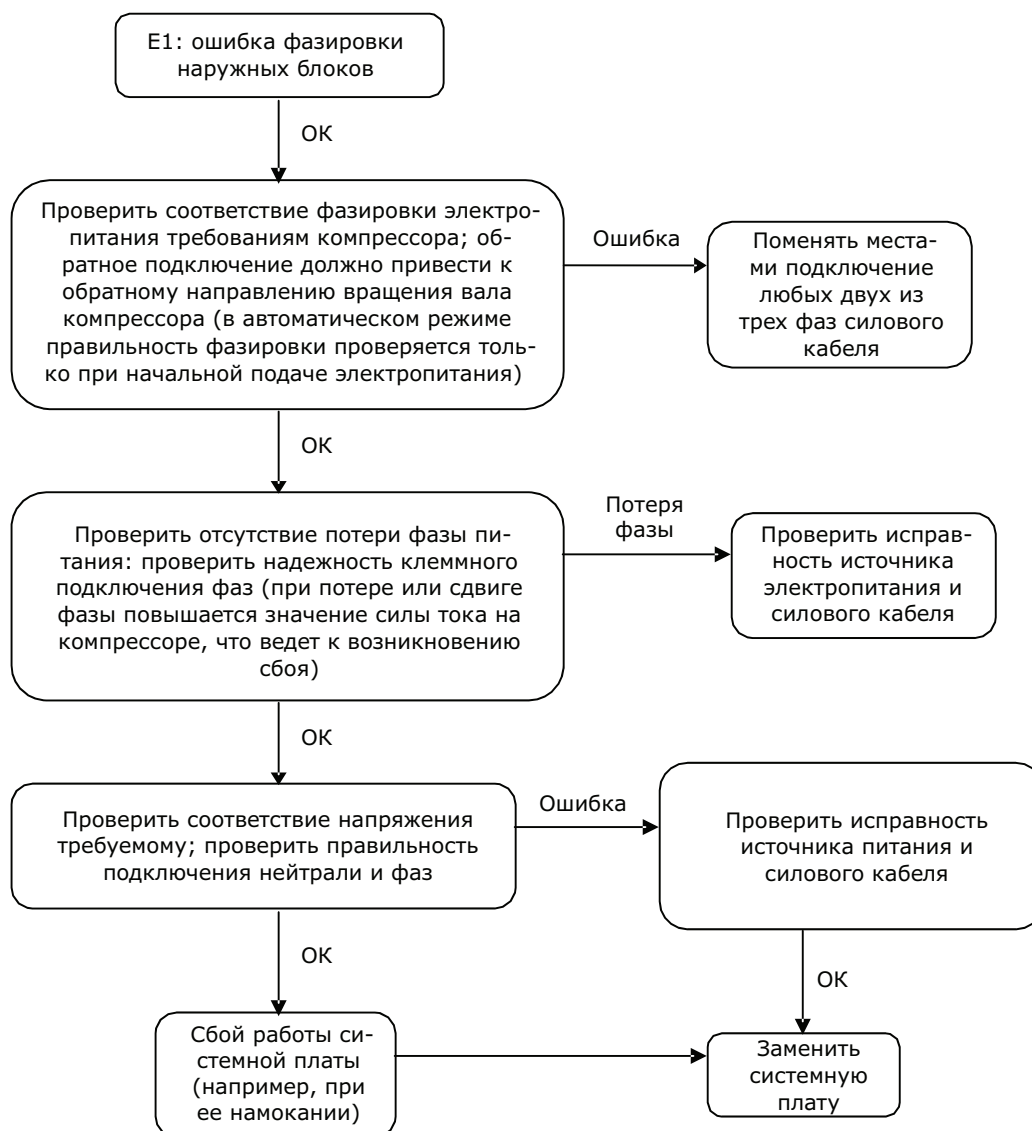 E1: ошибка фазировки
наружных блоков
ОК
Проверить соответствие фазировки электро-
питания требованиям компрессора; об-
ратное подключение должно привести к
обратному направлению вращения вала
компрессора (в автоматическом режиме
правильность фазировки проверяется толь-
ко при начальной подаче электропитания)
Ошибка
Поменять места-
ми подключение
любых двух из
трех фаз силового
кабеля
ОК
Проверить отсутствие потери фазы пи-
тания: проверить надежность клеммного
подключения фаз (при потере или сдвиге
фазы повышается значение силы тока на
компрессоре, что ведет к возникновению
сбоя)
Потеря
фазы
Проверить исправ-
ность источника
электропитания и
силового кабеля
ОК
Проверить соответствие напряжения
требуемому; проверить правильность
подключения нейтрали и фаз
Ошибка
Проверить исправность
источника питания и
силового кабеля
ОК
ОК
Сбой работы си-
стемной платы
(например, при
ее намокании)
Заменить
системную
плату